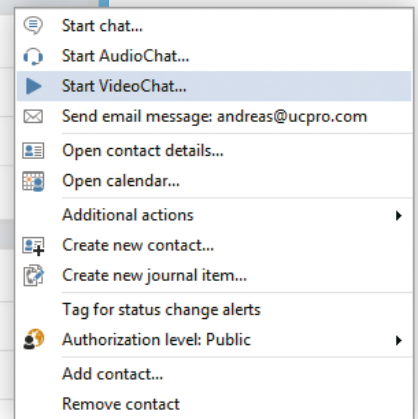 Start chat...
Start AudioChat...
Start VideoChat...
Send email message: andreas@ucpro.com
Open contact details...
Open calendar...
Additional actions
Create new contact...
Create new journal item...
Tag for status change alerts
Authorization level: Public
Add contact...
Remove contact